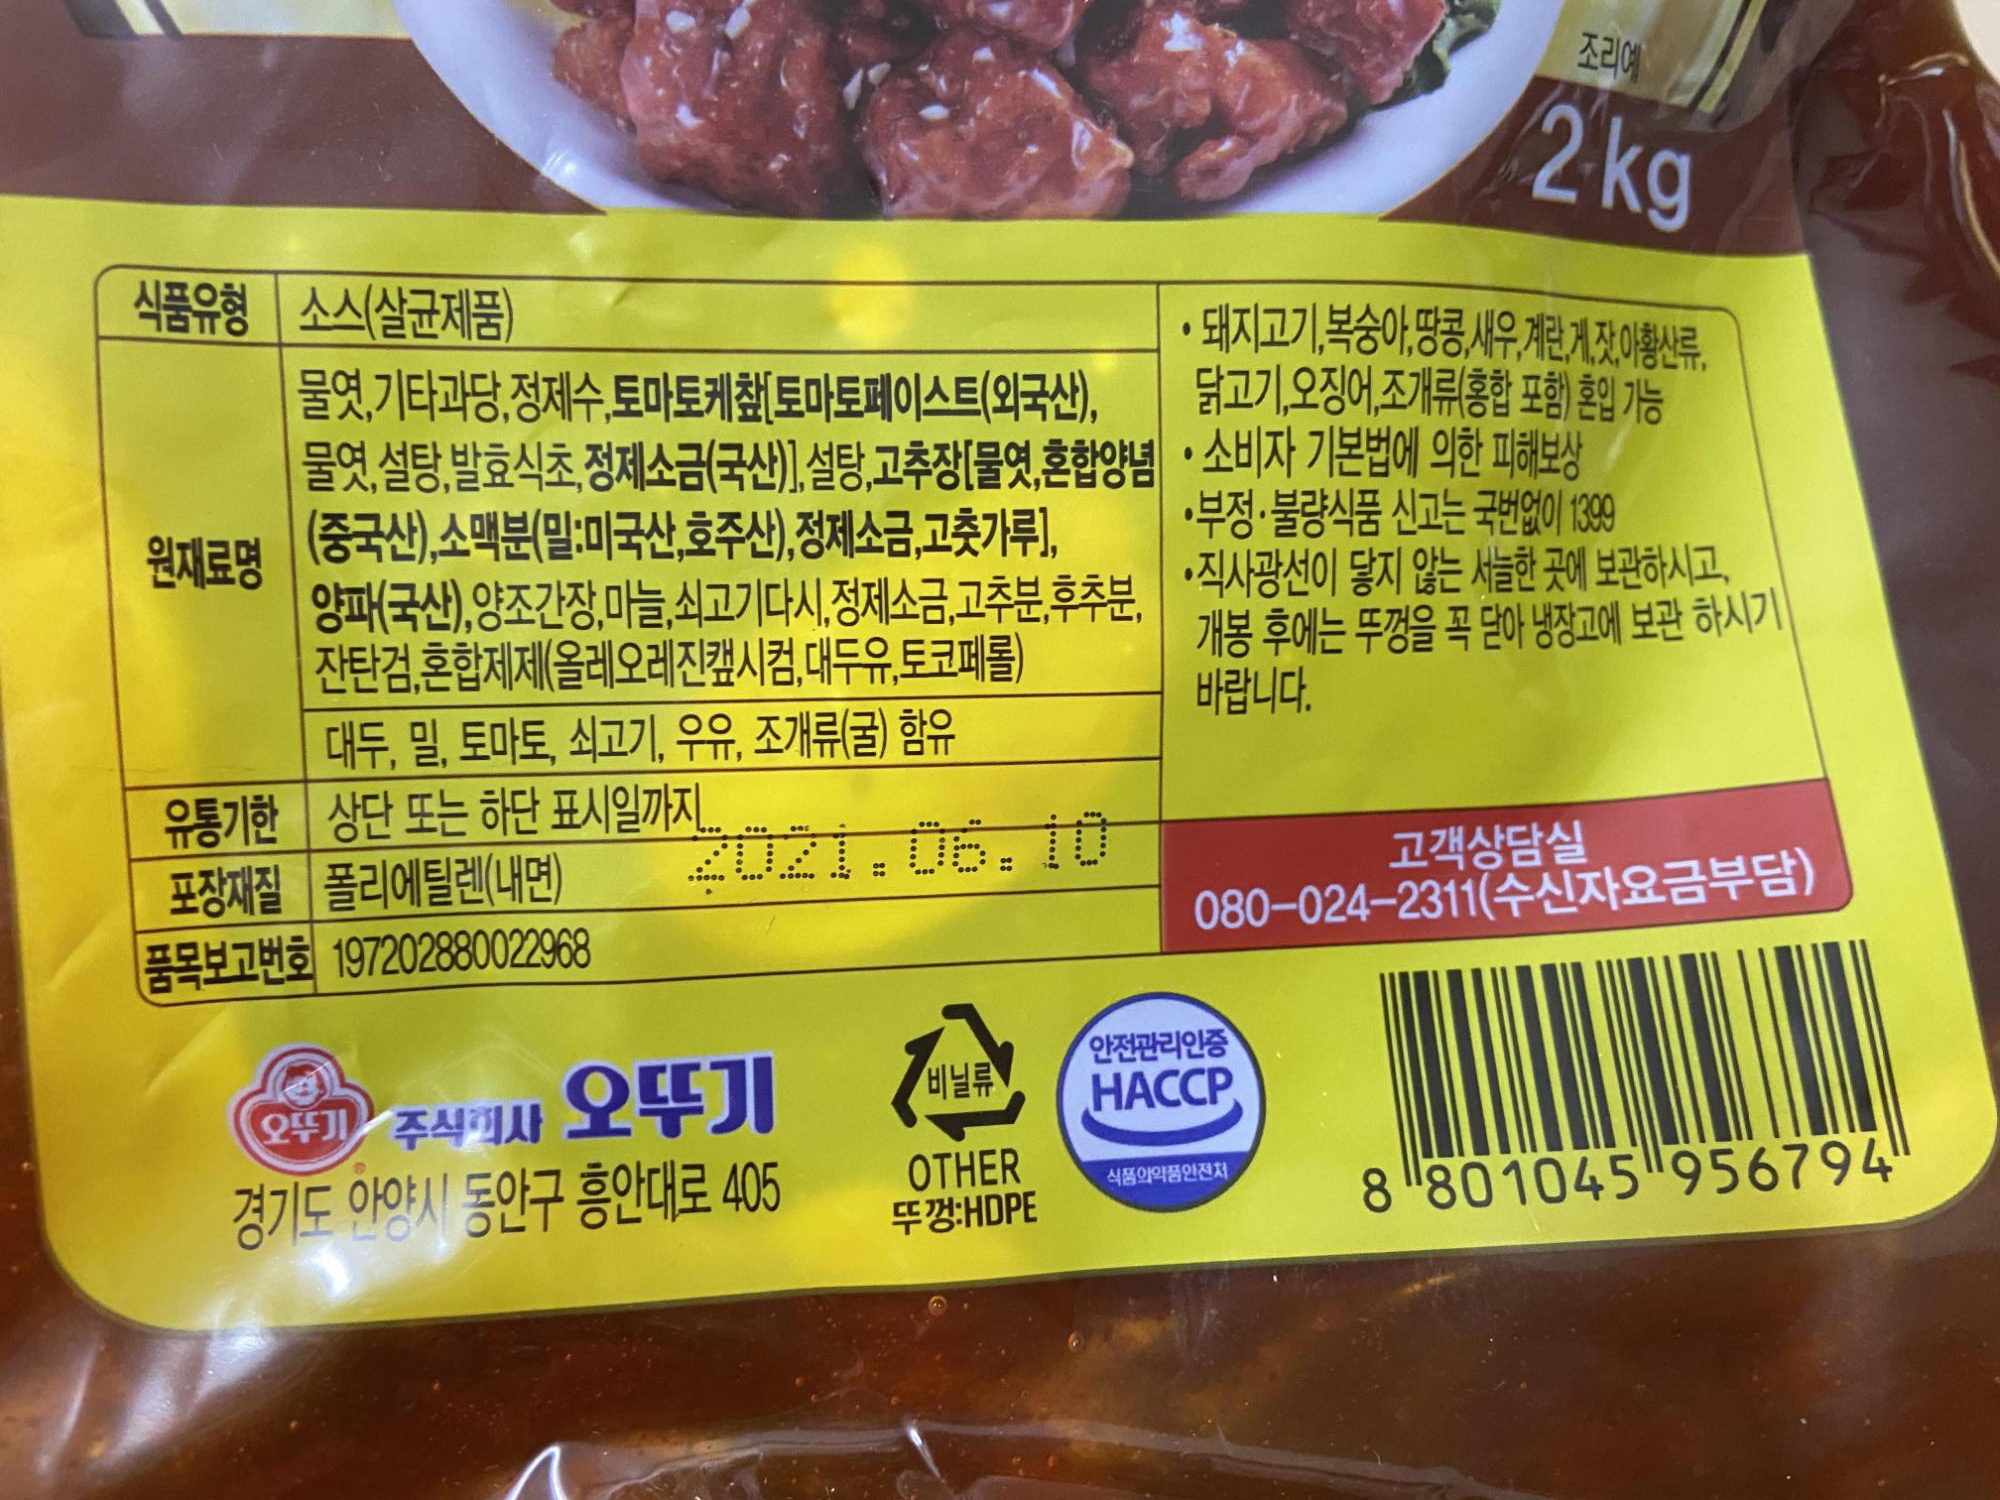 조리예
2 kg
식품유형 소스(살균제품)
원재료명
물엿,기타과당,정제수,토마토케찹[토마토페이스트(외국산),
물엿,설탕,발효식초,정제소금(국산)],설탕,고추장[물엿,혼합양념
(중국산),소맥분(밀:미국산,호주산),정제소금,고춧가루],
양파(국산),양조간장,마늘,쇠고기다시,정제소금,고추분,후추분,
잔탄검,혼합제제(올레오레진캪시컴,대두유,토코페롤)
대두, 밀, 토마토, 쇠고기, 우유, 조개류(굴) 함유
유통기한 상단 또는 하단 표시일까지
2021.06.10
포장재질 폴리에틸렌(내면)
품목보고번호 197202880022968
• 돼지고기,복숭아,땅콩,새우,계란,게,잣,아황산류,
닭고기,오징어,조개류(홍합 포함) 혼입 가능
• 소비자 기본법에 의한 피해보상
• 부정·불량식품 신고는 국번없이 1399
• 직사광선이 닿지 않는 서늘한 곳에 보관하시고,
개봉 후에는 뚜껑을 꼭 닫아 냉장고에 보관 하시기
바랍니다.
고객상담실
080-024-2311(수신자요금부담)
오뚜기® 주식회사 오뚜기
경기도 안양시 동안구 흥안대로 405
비닐류
OTHER
뚜껑:HDPE
안전관리인증
HACCP
식품의약품안전처
8 801045 956794